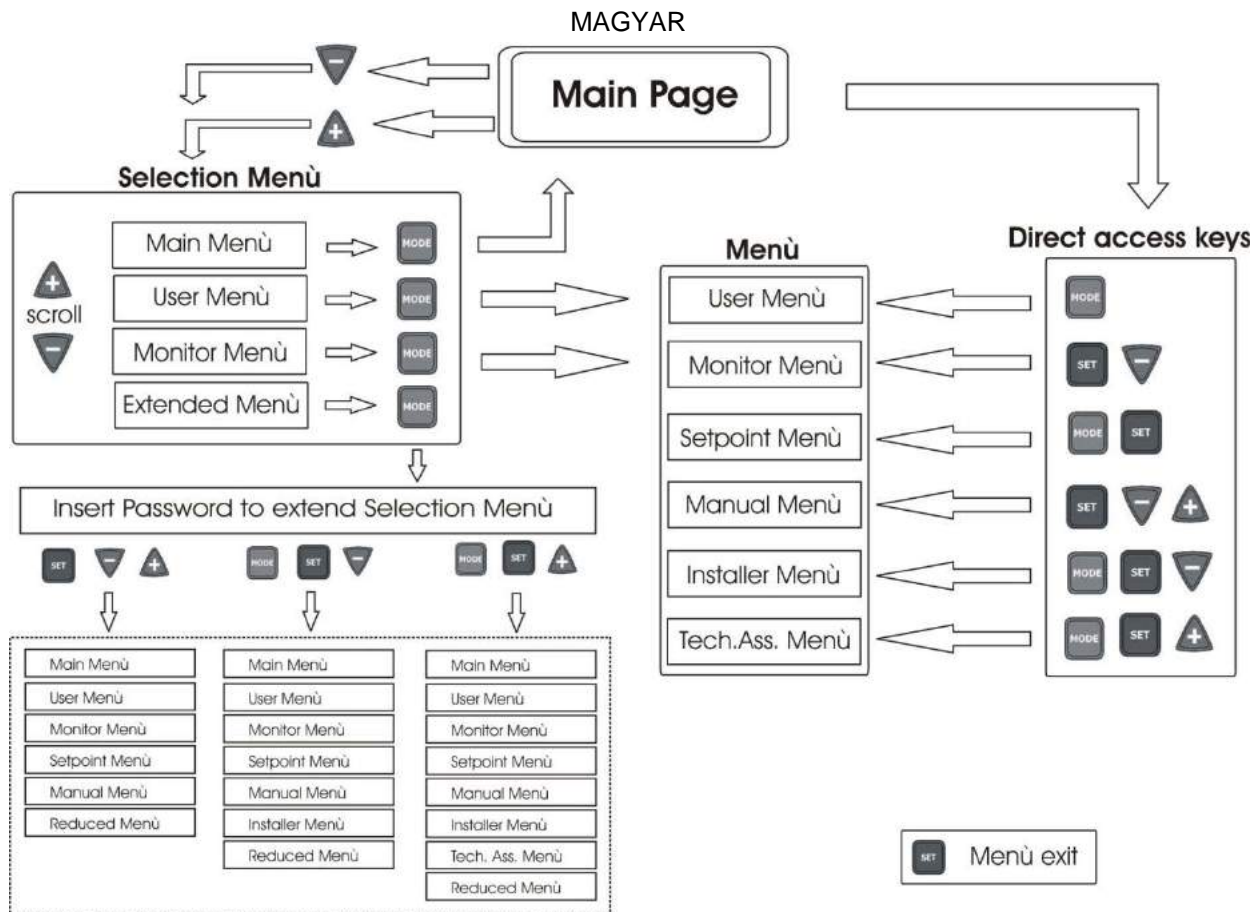 MAGYAR
Main Page
-
+
Selection Menù
+
scroll
-
Main Menù
MODE
User Menù
MODE
Monitor Menù
MODE
Extended Menù
MODE
Insert Password to extend Selection Menù
SET - +
MODE SET -
MODE SET +
Main Menù
User Menù
Monitor Menù
Setpoint Menù
Manual Menù
Reduced Menù
Main Menù
User Menù
Monitor Menù
Setpoint Menù
Manual Menù
Installer Menù
Reduced Menù
Main Menù
User Menù
Monitor Menù
Setpoint Menù
Manual Menù
Installer Menù
Tech. Ass. Menù
Reduced Menù
Menù
User Menù
Monitor Menù
Setpoint Menù
Manual Menù
Installer Menù
Tech.Ass. Menù
Direct access keys
MODE
SET -
MODE SET
SET - +
MODE SET -
MODE SET +
SET Menù exit